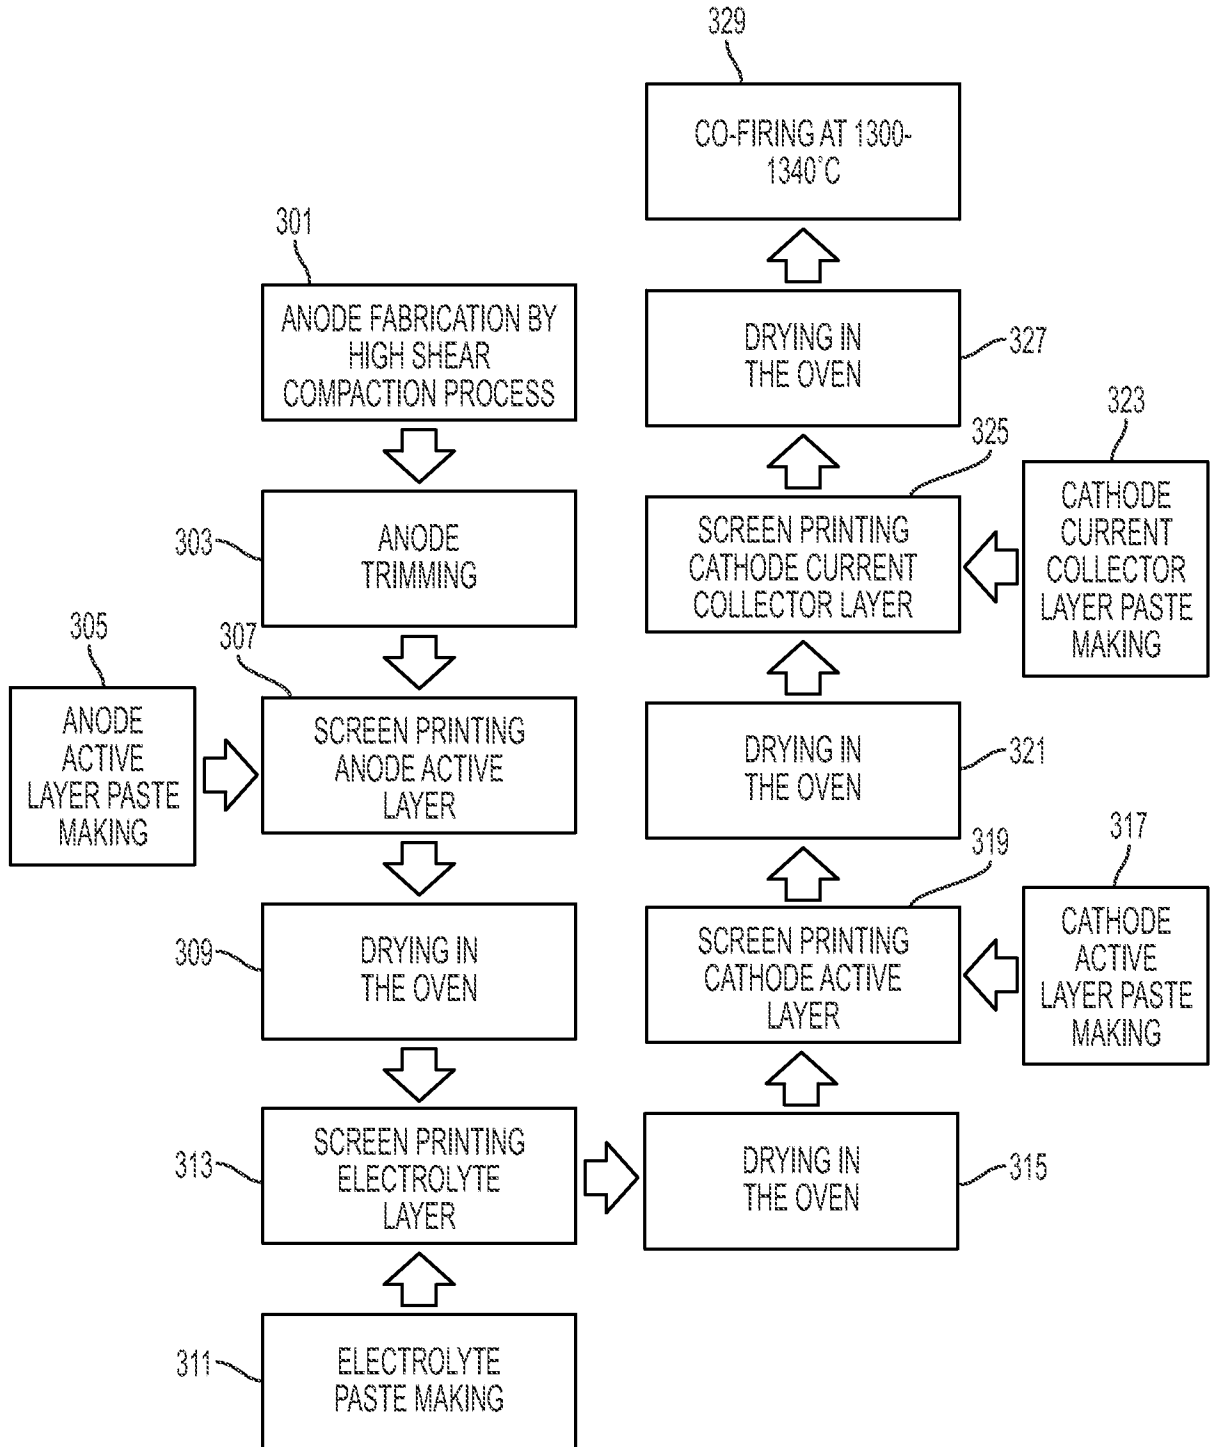 301
ANODE FABRICATION BY
HIGH SHEAR
COMPACTION PROCESS
303
ANODE
TRIMMING
305
ANODE
ACTIVE
LAYER PASTE
MAKING
307
SCREEN PRINTING
ANODE ACTIVE
LAYER
309
DRYING IN
THE OVEN
311
ELECTROLYTE
PASTE MAKING
313
SCREEN PRINTING
ELECTROLYTE
LAYER
315
DRYING IN
THE OVEN
317
CATHODE
ACTIVE
LAYER PASTE
MAKING
319
SCREEN PRINTING
CATHODE ACTIVE
LAYER
321
DRYING IN
THE OVEN
323
CATHODE
CURRENT
COLLECTOR
LAYER PASTE
MAKING
325
SCREEN PRINTING
CATHODE CURRENT
COLLECTOR LAYER
327
DRYING IN
THE OVEN
329
CO-FIRING AT 1300-
1340°C